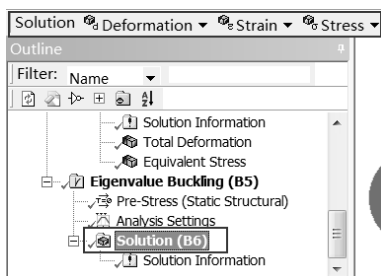 Solution Deformation Strain Stress
Outline
Filter: Name
Solution Information
Total Deformation
Equivalent Stress
Eigenvalue Buckling (B5)
Pre-Stress (Static Structural)
Analysis Settings
Solution (B6)
Solution Information